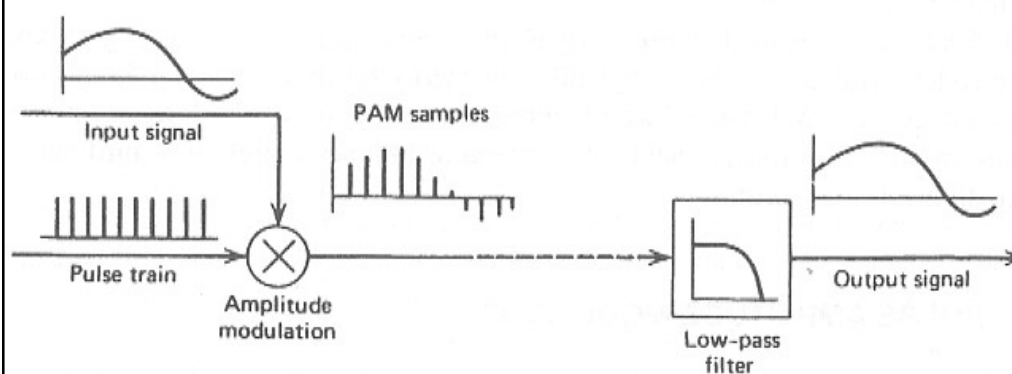 Input signal
PAM samples
Pulse train
Amplitude
modulation
Low-pass
filter
Output signal